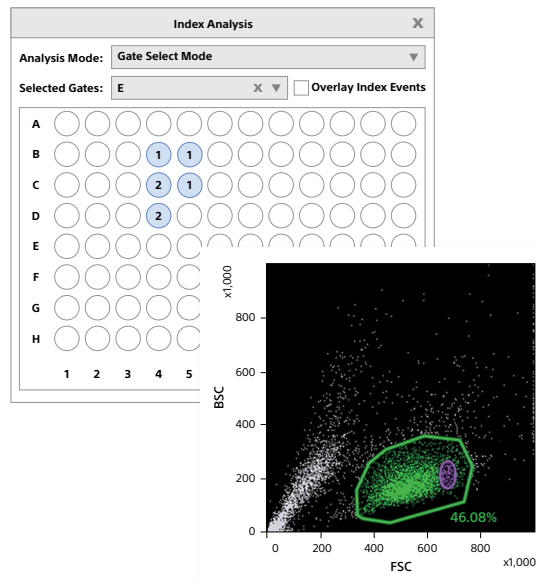 Index Analysis X
Analysis Mode: Gate Select Mode
Selected Gates: E X Overlay Index Events
A
B 1 1
C 2 1
D 2
E
F
G
H
1 2 3 4 5
x1,000
800
600
400
200
0
BSC
46.08%
0 200 400 600 800 x1,000
FSC